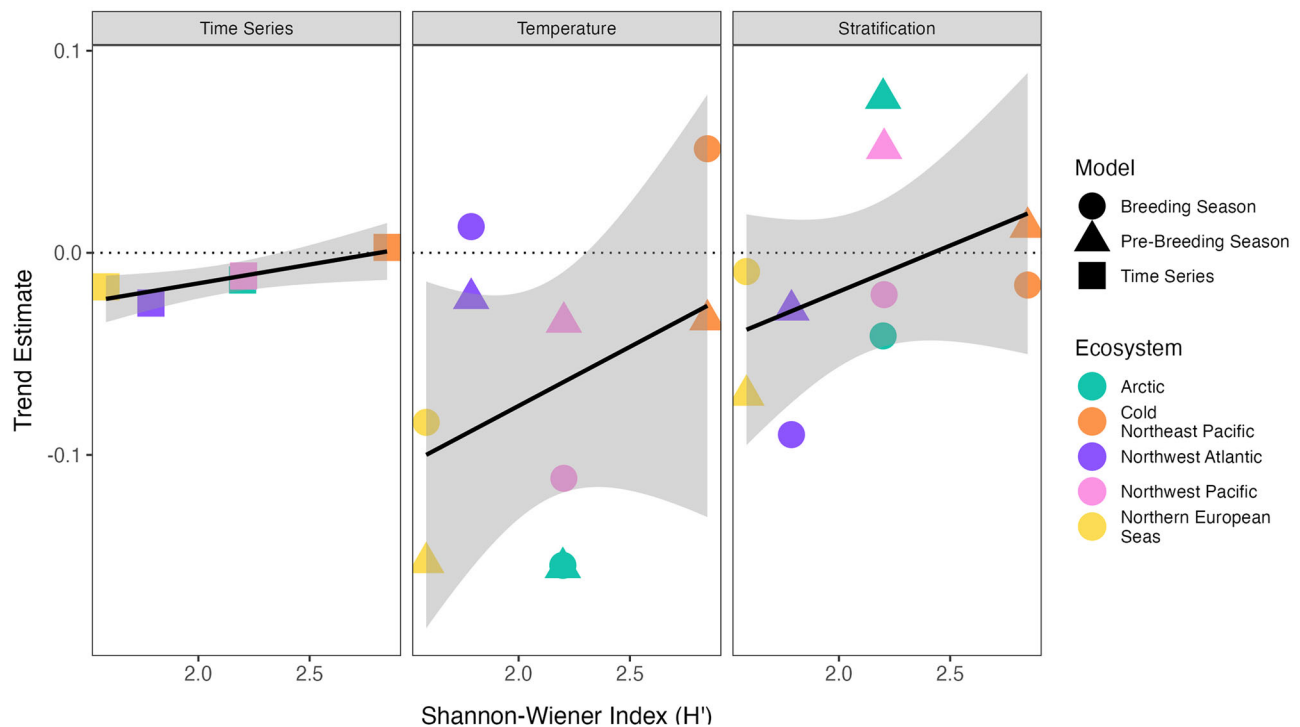 Time Series
Temperature
Stratification
0.1
0.0
-0.1
Trend Estimate
2.0
2.5
2.0
2.5
2.0
2.5
Shannon-Wiener Index (H')
Model
Breeding Season
Pre-Breeding Season
Time Series
Ecosystem
Arctic
Cold
Northeast Pacific
Northwest Atlantic
Northwest Pacific
Northern European
Seas